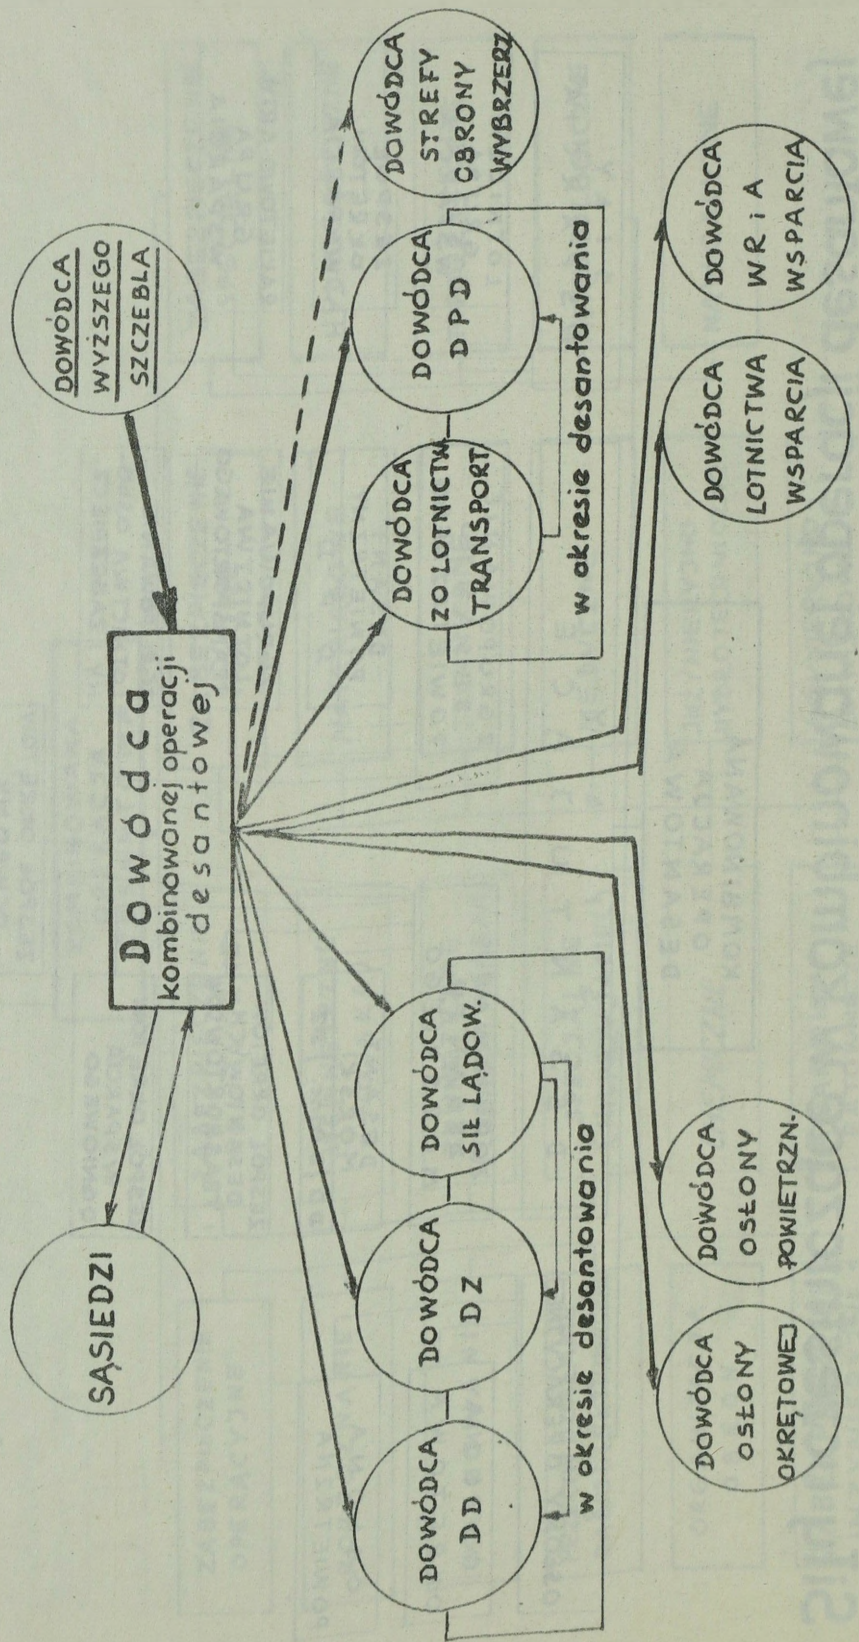 DOWÓDCA
WYŻSZEGO
SZCZEBLA
SĄSIEDZI
Dowódca
kombinowanej operacji
desantowej
DOWÓDCA
DD
DOWÓDCA
DZ
DOWÓDCA
SIŁ LĄDOW.
w okresie desantowania
DOWÓDCA
ZO LOTNICTW.
TRANSPORT.
DOWÓDCA
DPD
w okresie desantowania
DOWÓDCA
STREFY
OBRONY
WYBRZEŻ
DOWÓDCA
OSŁONY
OKRĘTOWEJ
DOWÓDCA
OSŁONY
POWIETRZN.
DOWÓDCA
LOTNICTWA
WSPARCIA
DOWÓDCA
WR i A
WSPARCIA